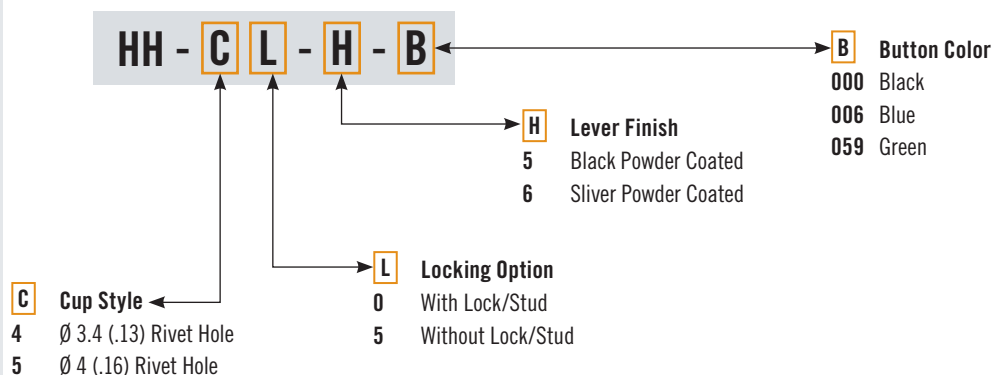 HH - C L - H - B
B Button Color
000 Black
006 Blue
059 Green
H Lever Finish
5 Black Powder Coated
6 Sliver Powder Coated
L Locking Option
0 With Lock/Stud
5 Without Lock/Stud
C Cup Style
4 Ø 3.4 (.13) Rivet Hole
5 Ø 4 (.16) Rivet Hole